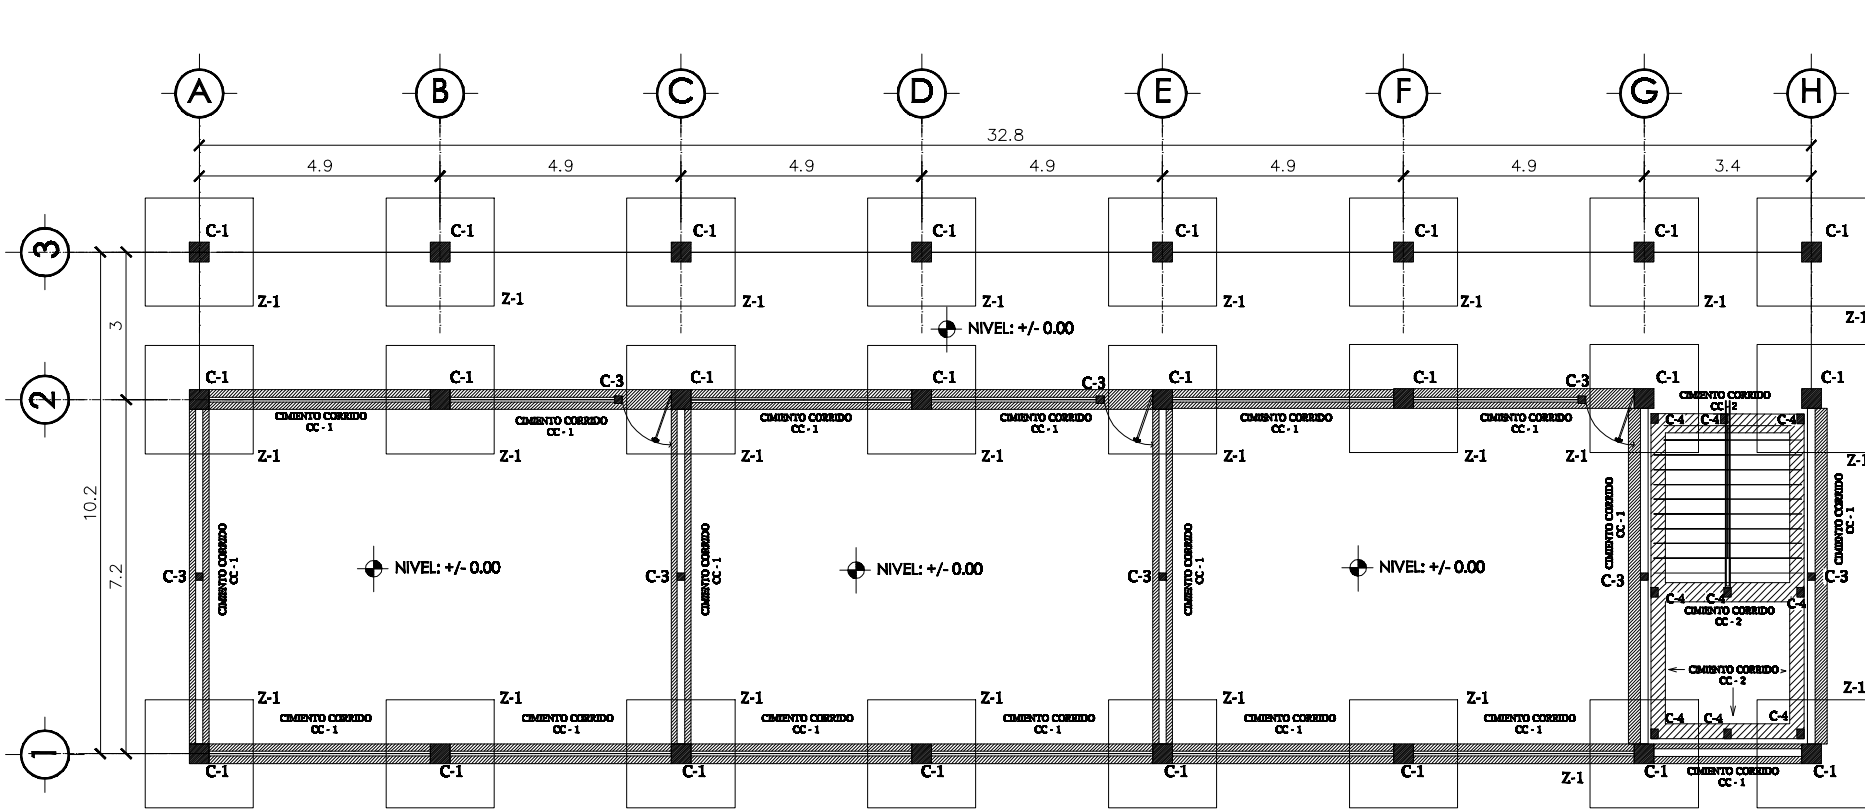 A B C D E F G H
32.8
4.9 4.9 4.9 4.9 4.9 4.9 3.4
C-1 C-1 C-1 C-1 C-1 C-1 C-1 C-1
3
Z-1 Z-1 Z-1 Z-1 Z-1 Z-1 Z-1 Z-1
3
NIVEL: +/- 0.00
C-1 C-1 C-3 C-1 C-1 C-3 C-1 C-1 C-3 C-1 C-1
2
CIMIENTO CORRIDO
CC - 2
CIMIENTO CORRIDO
CC - 1
CIMIENTO CORRIDO
CC - 1
CIMIENTO CORRIDO
CC - 1
CIMIENTO CORRIDO
CC - 1
CIMIENTO CORRIDO
CC - 1
CIMIENTO CORRIDO
CC - 1
C-4 C-4 C-4
Z-1 Z-1 Z-1 Z-1 Z-1 Z-1 Z-1 Z-1
10.2
7.2
CIMIENTO CORRIDO
CC - 1
CIMIENTO CORRIDO
CC - 1
CIMIENTO CORRIDO
CC - 1
CIMIENTO CORRIDO
CC - 1
CIMIENTO CORRIDO
CC - 1
NIVEL: +/- 0.00 NIVEL: +/- 0.00 NIVEL: +/- 0.00
C-3 C-3 C-3 C-3 C-3
C-4 C-4 C-4
CIMIENTO CORRIDO
CC - 2
CIMIENTO CORRIDO
CC - 2
Z-1 Z-1 Z-1 Z-1 Z-1 Z-1 Z-1
CIMIENTO CORRIDO
CC - 1
CIMIENTO CORRIDO
CC - 1
CIMIENTO CORRIDO
CC - 1
CIMIENTO CORRIDO
CC - 1
CIMIENTO CORRIDO
CC - 1
CIMIENTO CORRIDO
CC - 1
C-4 C-4 C-4
1
C-1 C-1 C-1 C-1 C-1 C-1 Z-1 C-1 C-1
CIMIENTO CORRIDO
CC - 1